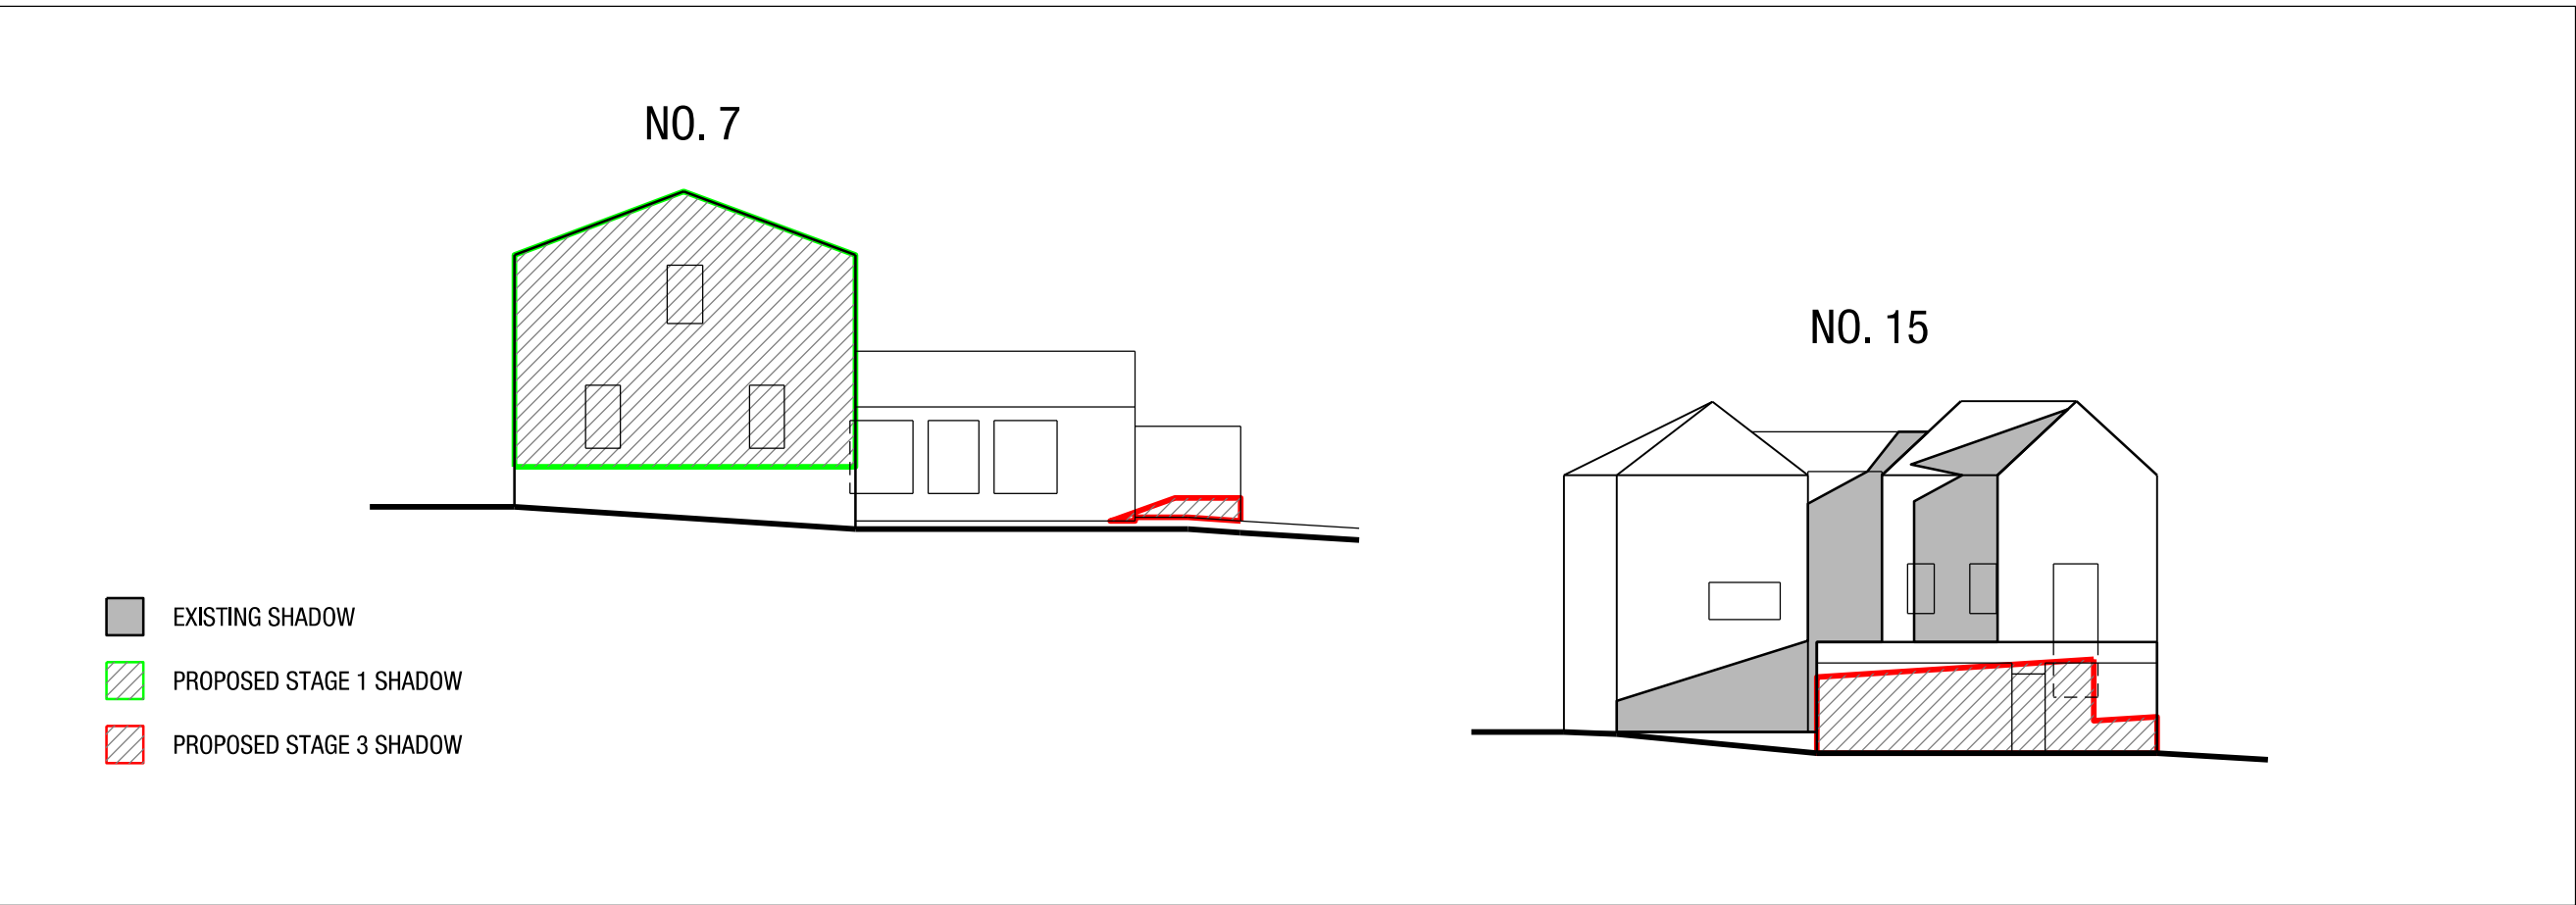 NO. 7
NO. 15
EXISTING SHADOW
PROPOSED STAGE 1 SHADOW
PROPOSED STAGE 3 SHADOW